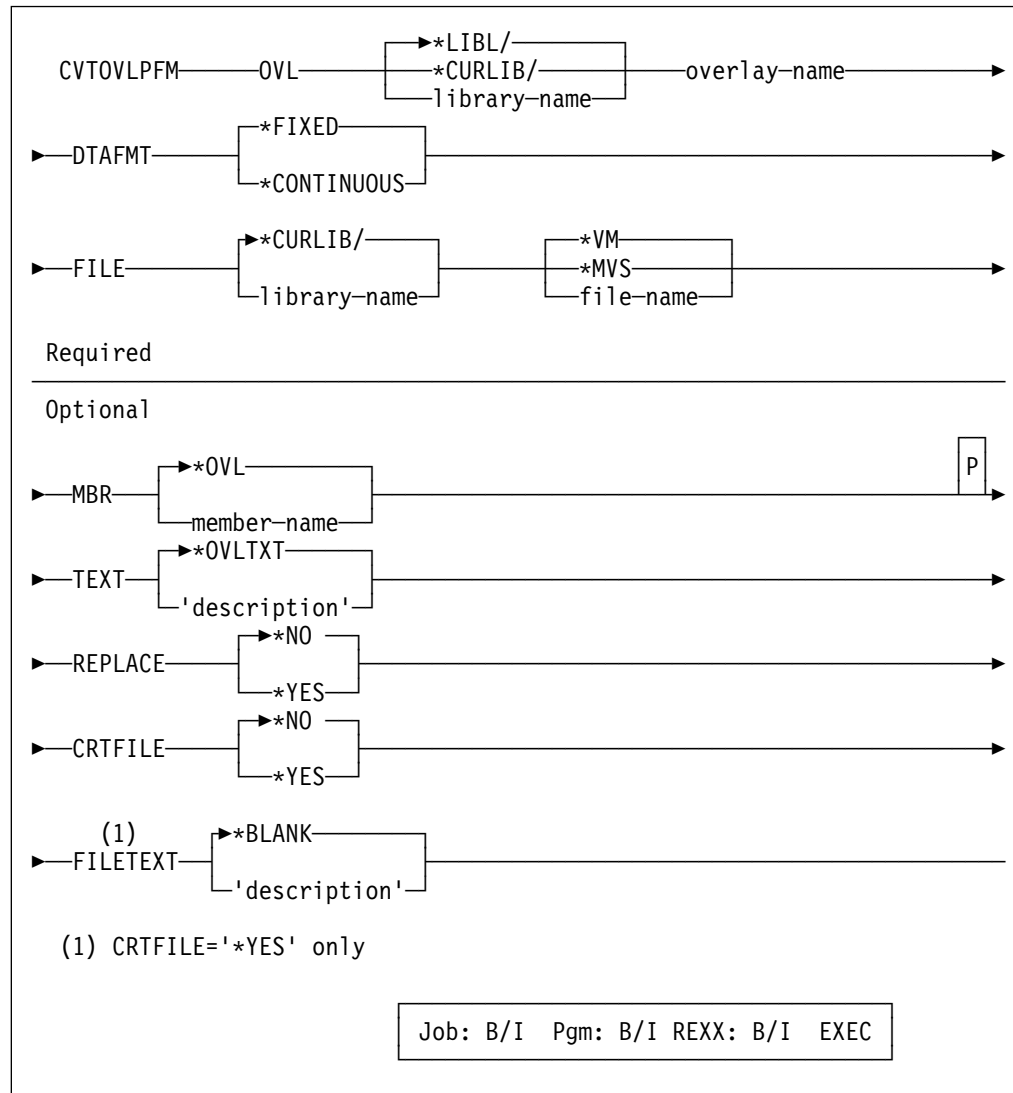 *LIBL/
CVTOVLPFM OVL *CURLIB/ overlay-name
library-name
*FIXED
DTAFMT
*CONTINUOUS
*CURLIB/ *VM
FILE *MVS
library-name file-name
Required
Optional
P
*OVL
MBR
member-name
*OVLTXT
TEXT
'description'
*NO
REPLACE
*YES
*NO
CRTFILE
*YES
(1) *BLANK
FILETEXT
'description'
(1) CRTFILE='*YES' only
Job: B/I Pgm: B/I REXX: B/I EXEC